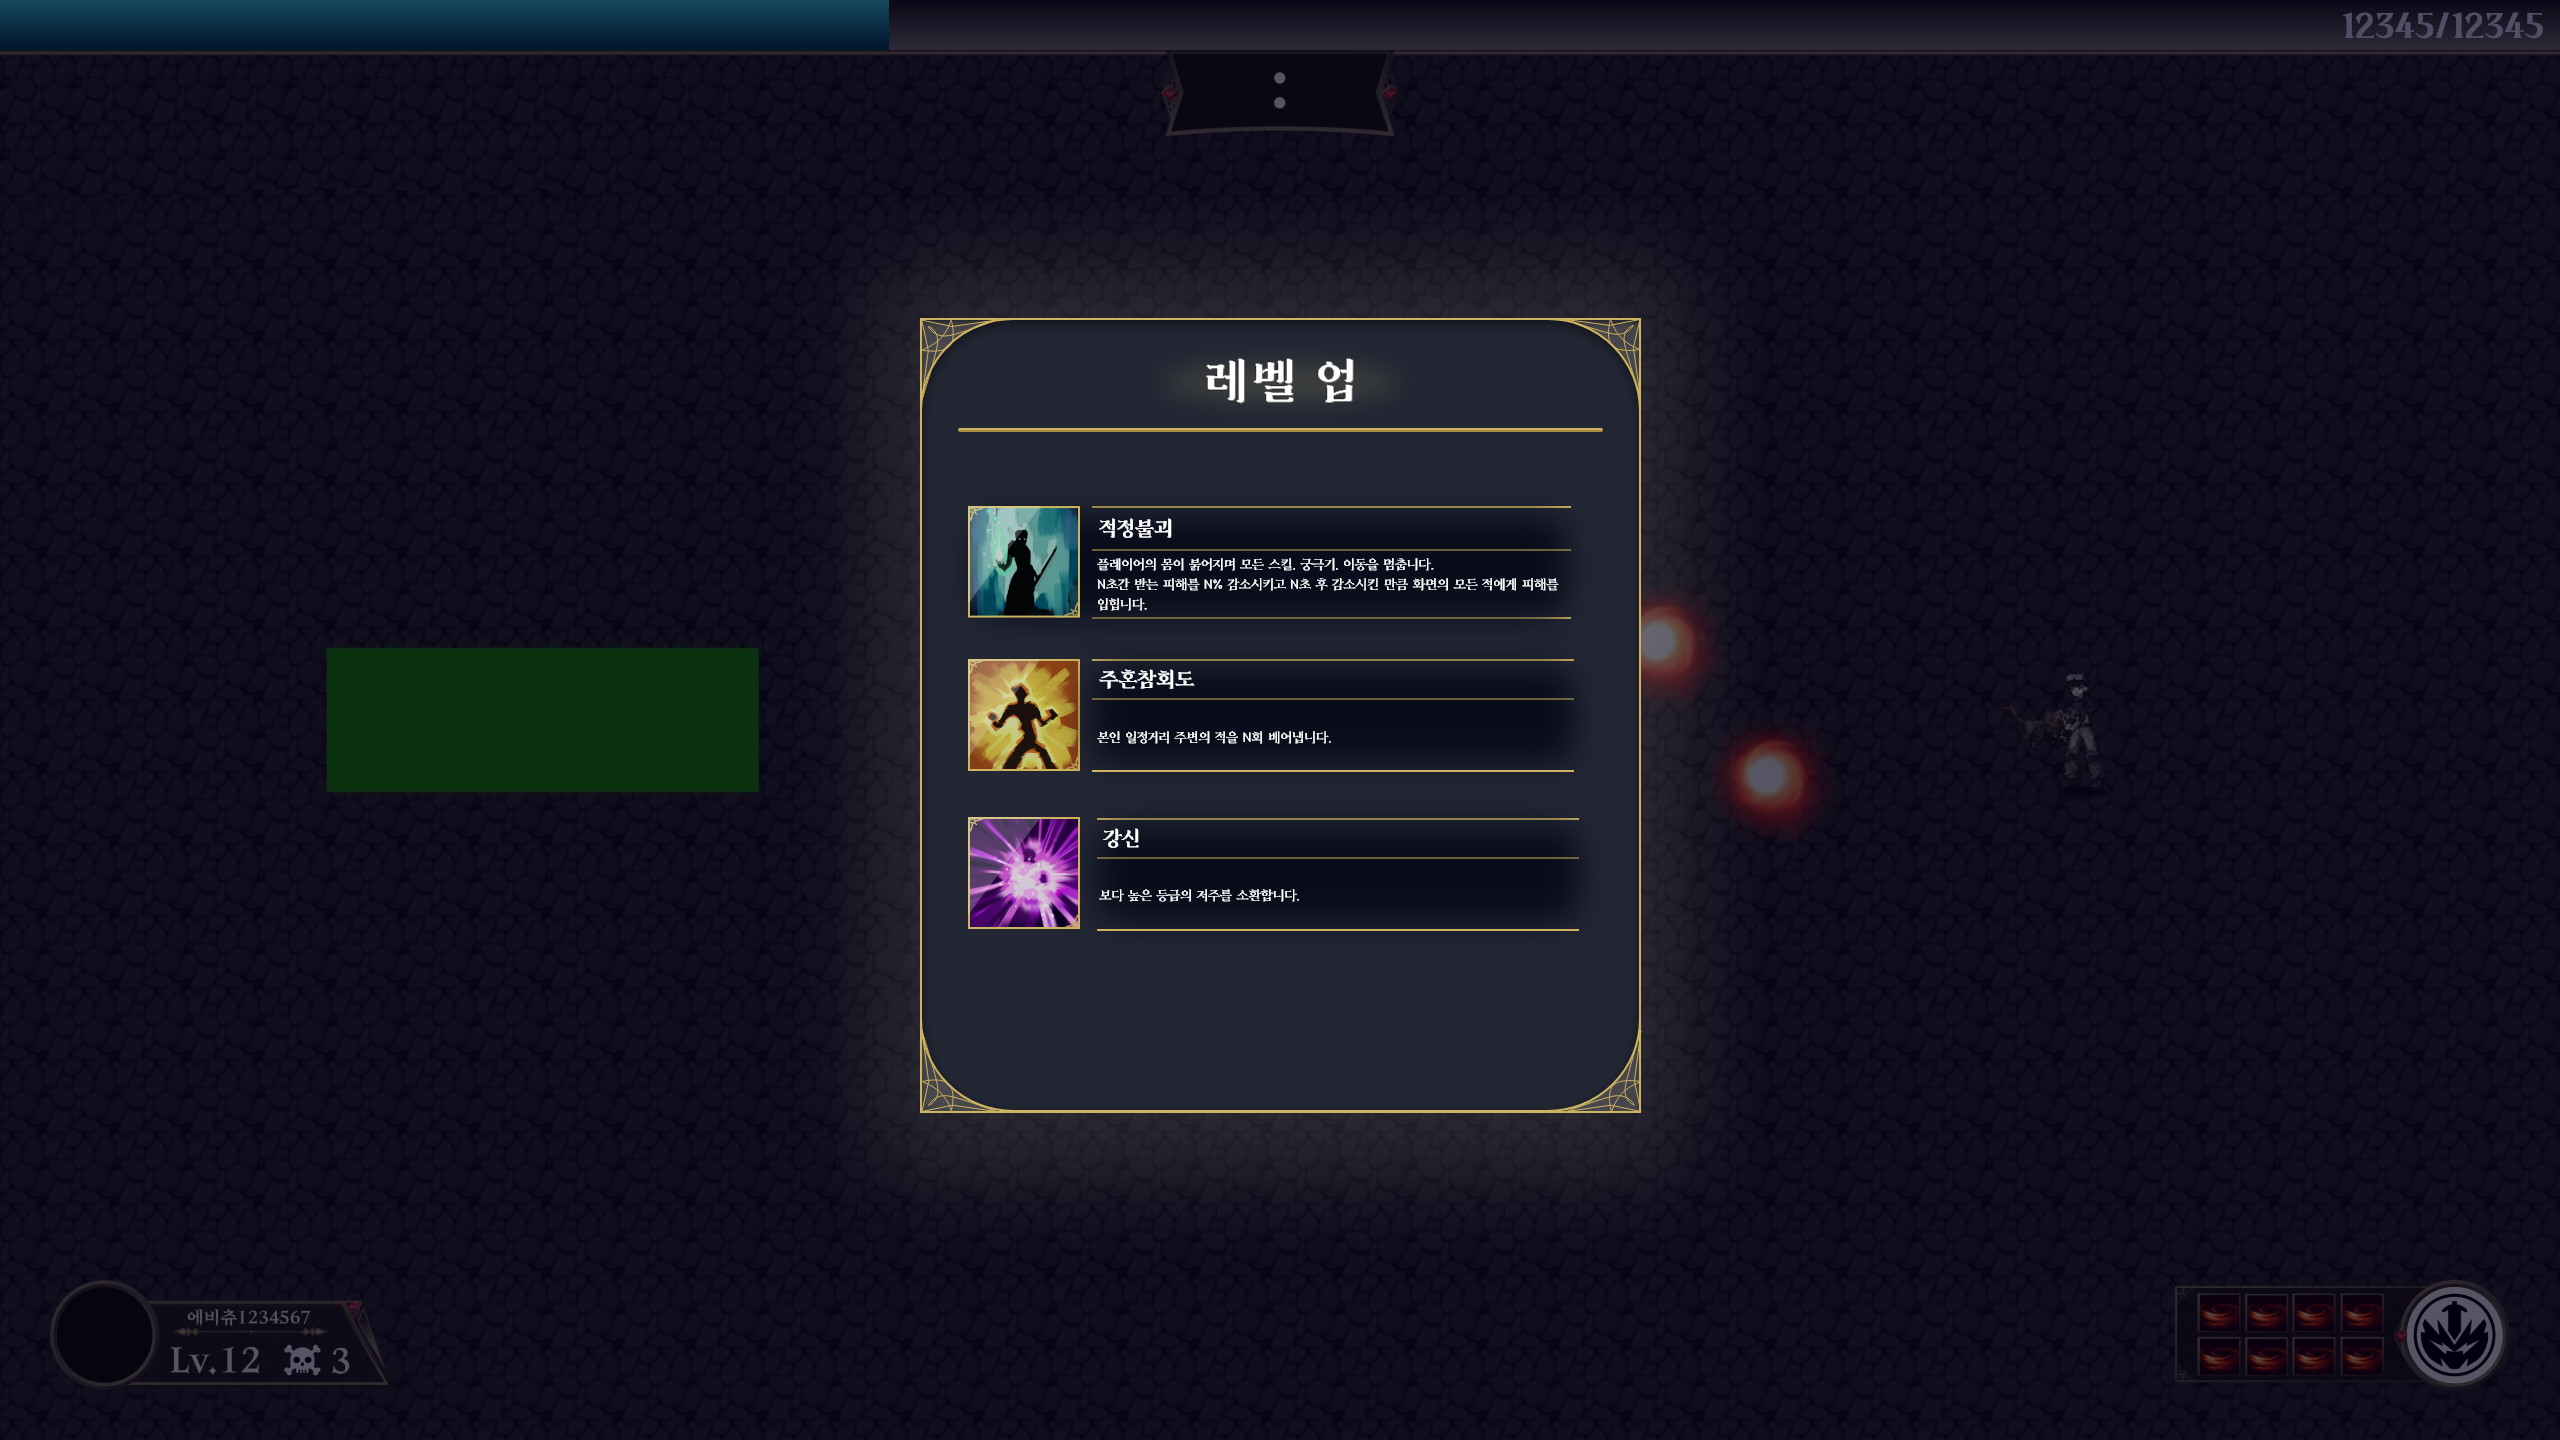 12345/12345
:
레벨 업
적정불괴
플레이어의 몸이 붉어지며 모든 스킬, 궁극기, 이동을 멈춥니다.
N초간 받는 피해를 N% 감소시키고 N초 후 감소시킨 만큼 화면의 모든 적에게 피해를
입힙니다.
주혼참회도
본인 일정거리 주변의 적을 N회 베어냅니다.
강신
보다 높은 등급의 저주를 소환합니다.
에비츄1234567
Lv.12 3